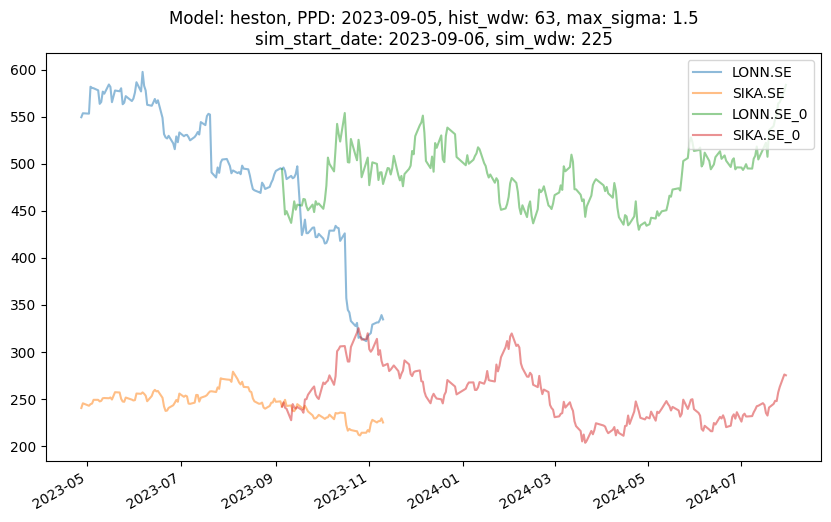 Model: heston, PPD: 2023-09-05, hist_wdw: 63, max_sigma: 1.5
sim_start_date: 2023-09-06, sim_wdw: 225
LONN.SE
SIKA.SE
LONN.SE_0
SIKA.SE_0
600
550
500
450
400
350
300
250
200
2023-05
2023-07
2023-09
2023-11
2024-01
2024-03
2024-05
2024-07